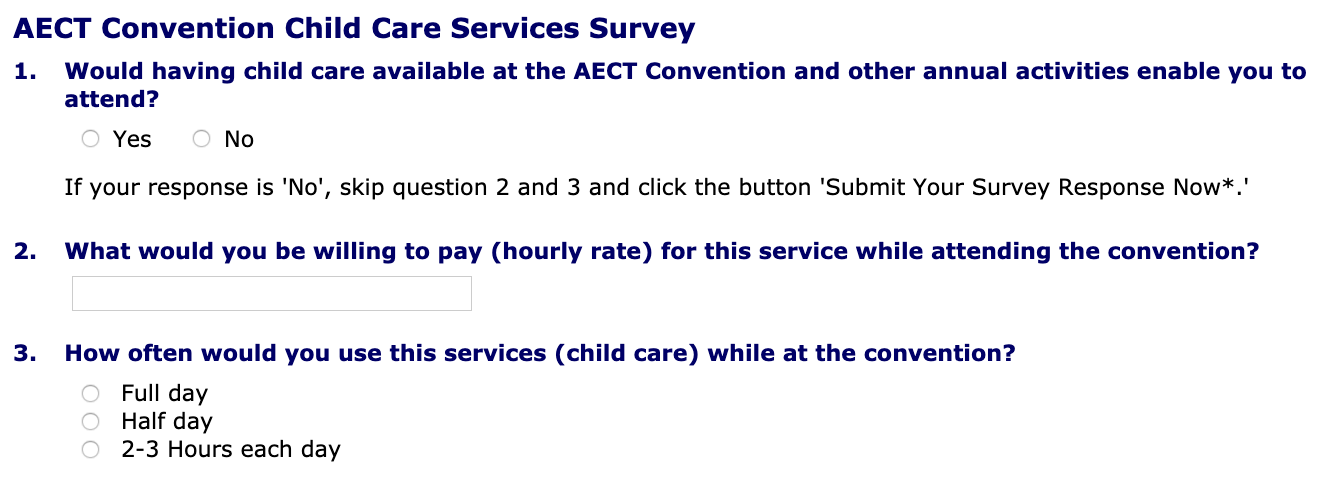 AECT Convention Child Care Services Survey
1. Would having child care available at the AECT Convention and other annual activities enable you to
attend?
Yes No
If your response is 'No', skip question 2 and 3 and click the button 'Submit Your Survey Response Now*.'
2. What would you be willing to pay (hourly rate) for this service while attending the convention?
3. How often would you use this services (child care) while at the convention?
Full day
Half day
2-3 Hours each day